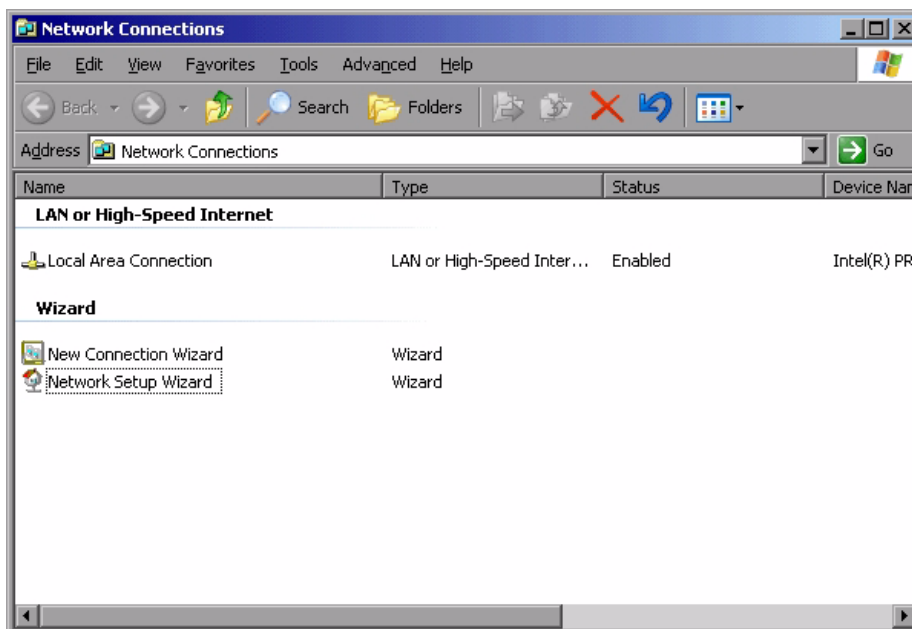 Network Connections
File Edit View Favorites Tools Advanced Help
Back Search Folders
Address Network Connections Go
Name Type Status Device Nar
LAN or High-Speed Internet
Local Area Connection LAN or High-Speed Inter... Enabled Intel(R) PR
Wizard
New Connection Wizard Wizard
Network Setup Wizard Wizard